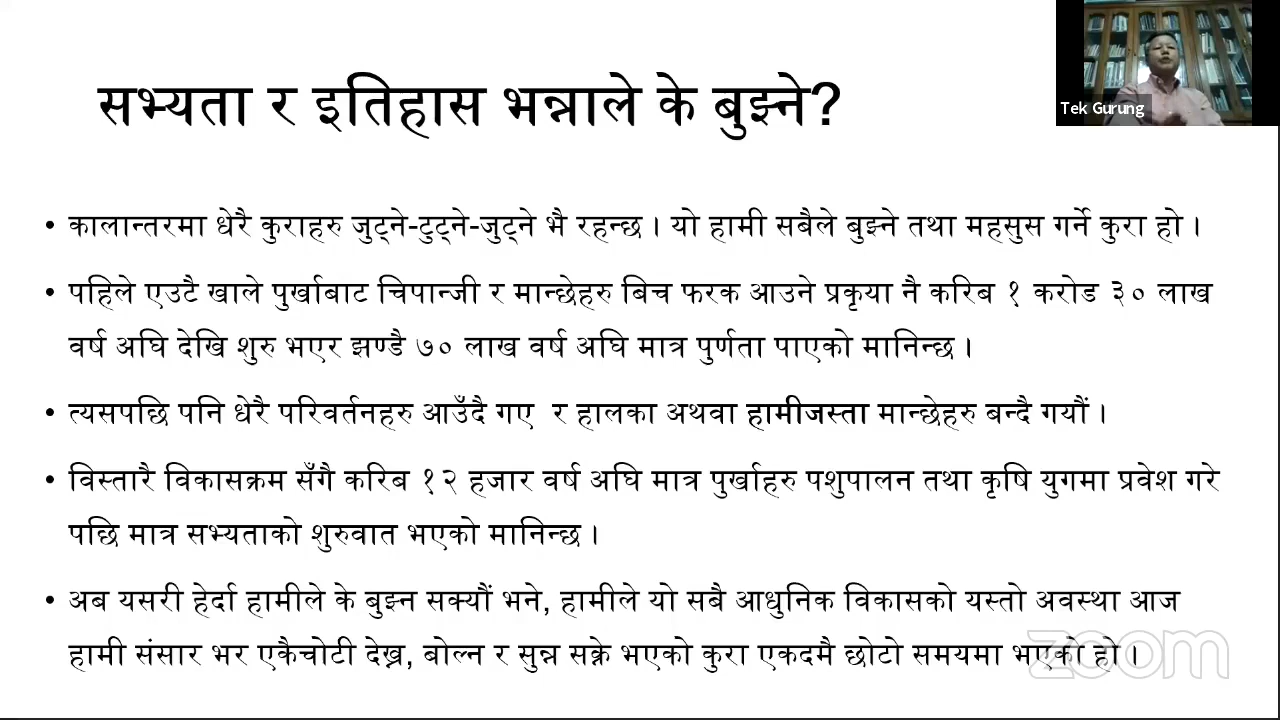 सभ्यता र इतिहास भन्नाले के बुझ्ने?
Tek Gurung
• कालान्तरमा धेरै कुराहरु जुट्ने-टुट्ने-जुट्ने भै रहन्छ । यो हामी सबैले बुझ्ने तथा महसुस गर्ने कुरा हो ।
• पहिले एउटै खाले पुर्खाबाट चिपान्जी र मान्छेहरु बिच फरक आउने प्रकृया नै करिब १ करोड ३० लाख
वर्ष अघि देखि शुरु भएर झण्डै ७० लाख वर्ष अघि मात्र पुर्णता पाएको मानिन्छ ।
• त्यसपछि पनि धेरै परिवर्तनहरु आउँदै गए र हालका अथवा हामीजस्ता मान्छेहरु बन्दै गयौं ।
• विस्तारै विकासक्रम सँगै करिब १२ हजार वर्ष अघि मात्र पुर्खाहरु पशुपालन तथा कृषि युगमा प्रवेश गरे
पछि मात्र सभ्यताको शुरुवात भएको मानिन्छ ।
• अब यसरी हेर्दा हामीले के बुझ्न सक्यौं भने, हामीले यो सबै आधुनिक विकासको यस्तो अवस्था आज
हामी संसार भर एकैचोटी देख्न, बोल्न र सुन्न सक्ने भएको कुरा एकदमै छोटो समयमा भएको हो ।
zoom